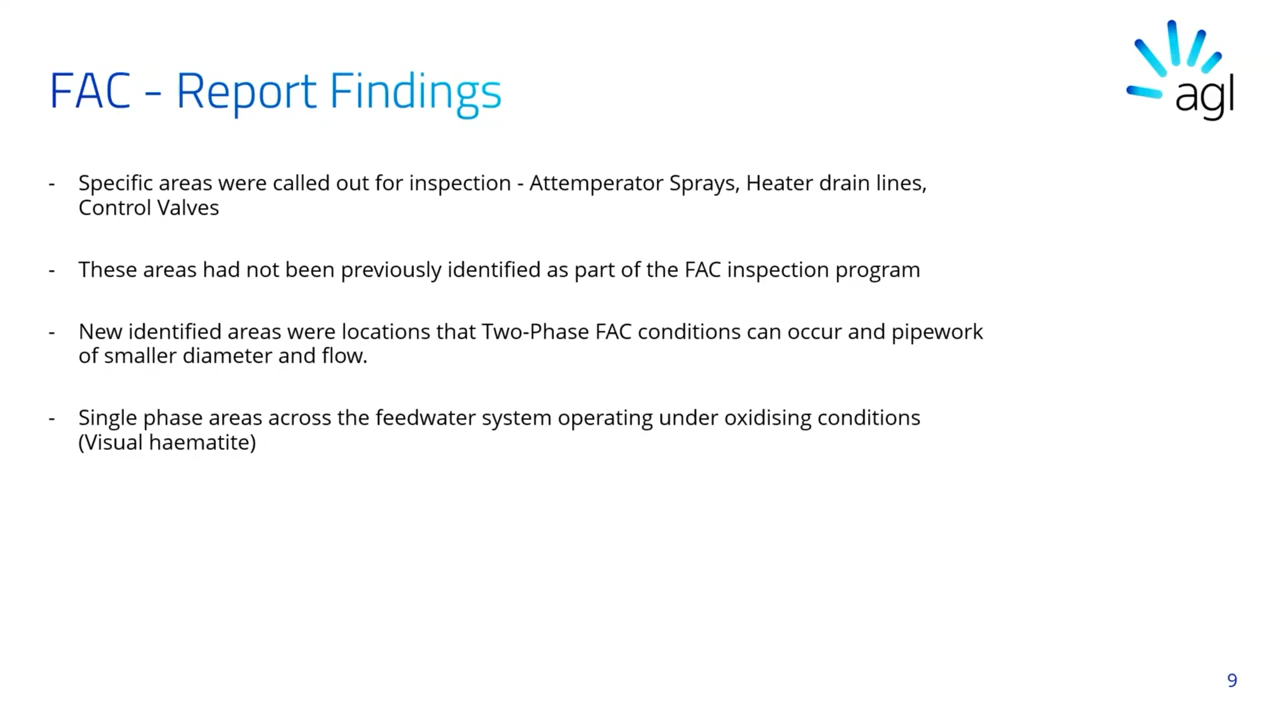 FAC - Report Findings
agl
- Specific areas were called out for inspection - Attemperator Sprays, Heater drain lines,
Control Valves
- These areas had not been previously identified as part of the FAC inspection program
- New identified areas were locations that Two-Phase FAC conditions can occur and pipework
of smaller diameter and flow.
- Single phase areas across the feedwater system operating under oxidising conditions
(Visual haematite)
9